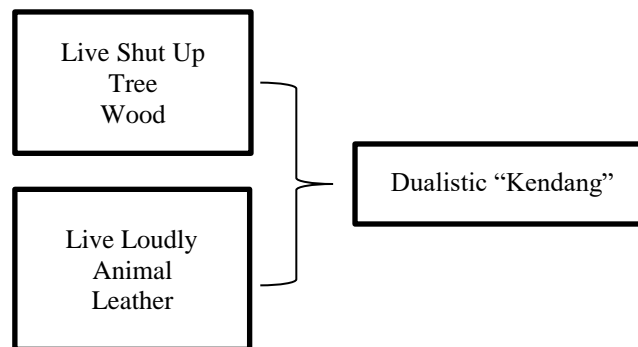 Live Shut Up
Tree
Wood
Live Loudly
Animal
Leather
Dualistic “Kendang”